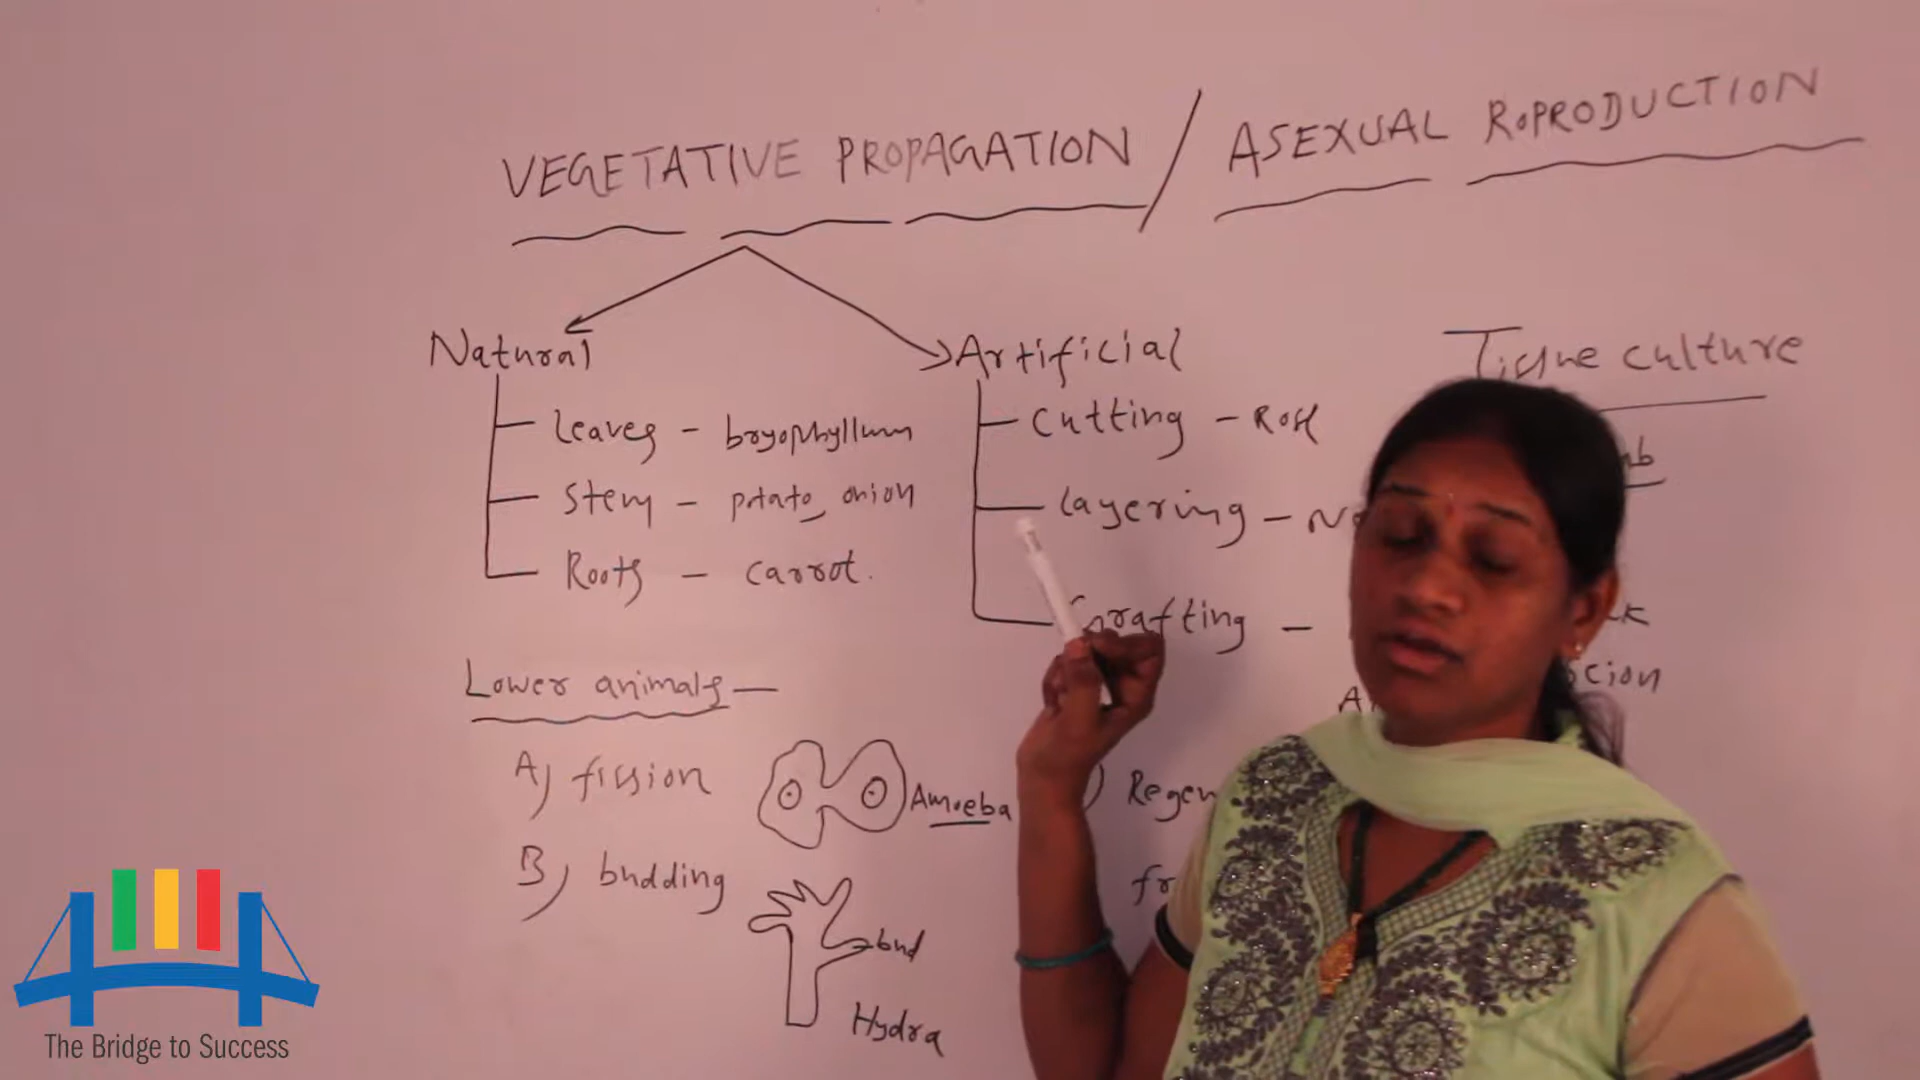 VEGETATIVE PROPAGATION / ASEXUAL REPRODUCTION
Natural
Leaves - bryophyllum
Stem - potato, onion
Roots - carrot.
Artificial
Cutting - Rose
Layering -
Grafting -
Tissue culture
scion
Lower animals -
A) fission
Amoeba
B) budding
bud
Hydra
The Bridge to Success